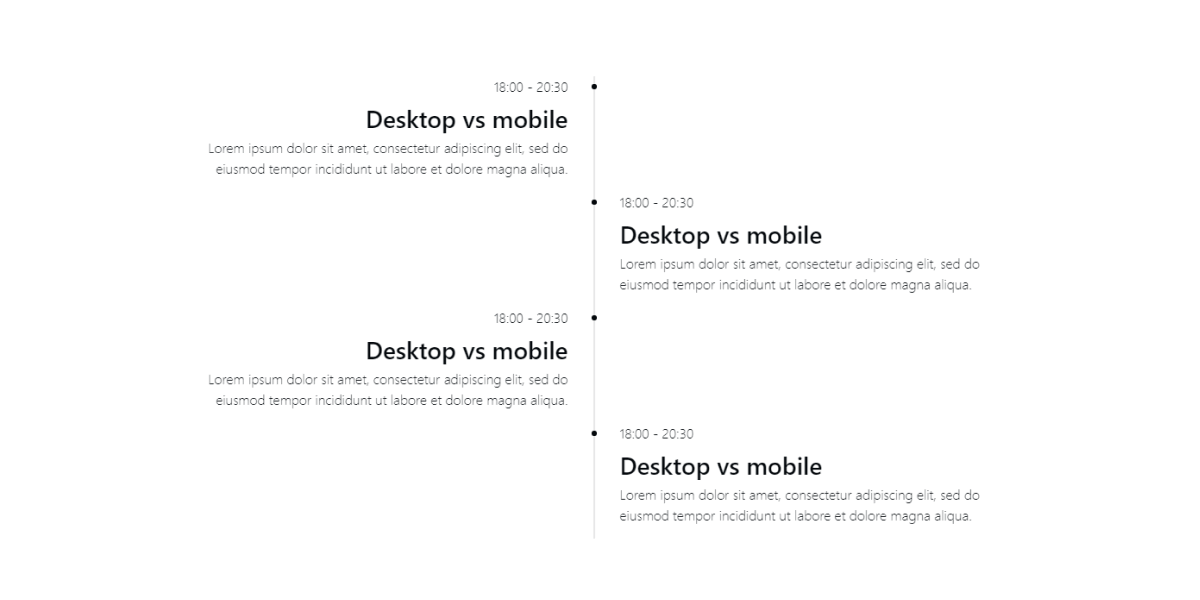 18:00 - 20:30
Desktop vs mobile
Lorem ipsum dolor sit amet, consectetur adipiscing elit, sed do
eiusmod tempor incididunt ut labore et dolore magna aliqua.
18:00 - 20:30
Desktop vs mobile
Lorem ipsum dolor sit amet, consectetur adipiscing elit, sed do
eiusmod tempor incididunt ut labore et dolore magna aliqua.
18:00 - 20:30
Desktop vs mobile
Lorem ipsum dolor sit amet, consectetur adipiscing elit, sed do
eiusmod tempor incididunt ut labore et dolore magna aliqua.
18:00 - 20:30
Desktop vs mobile
Lorem ipsum dolor sit amet, consectetur adipiscing elit, sed do
eiusmod tempor incididunt ut labore et dolore magna aliqua.